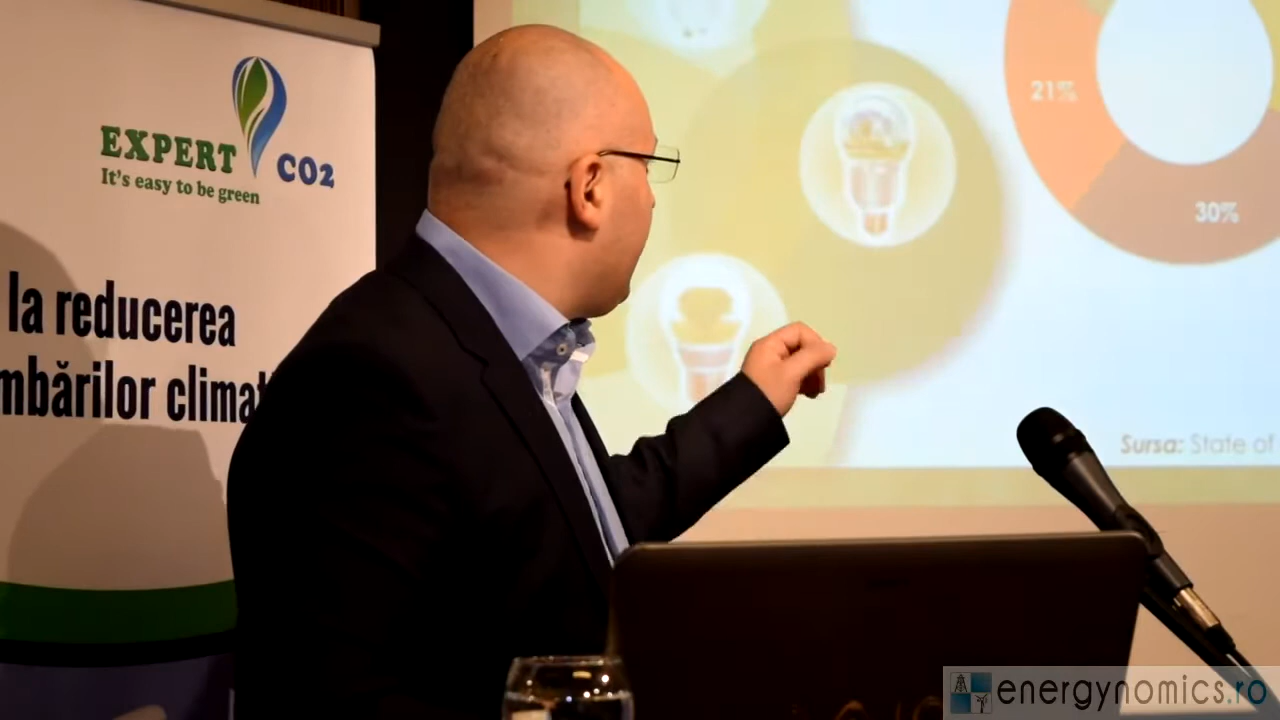 EXPERT CO2
It's easy to be green
la reducerea
mbărilor climat
21%
30%
Sursa: State of
energynomics.ro